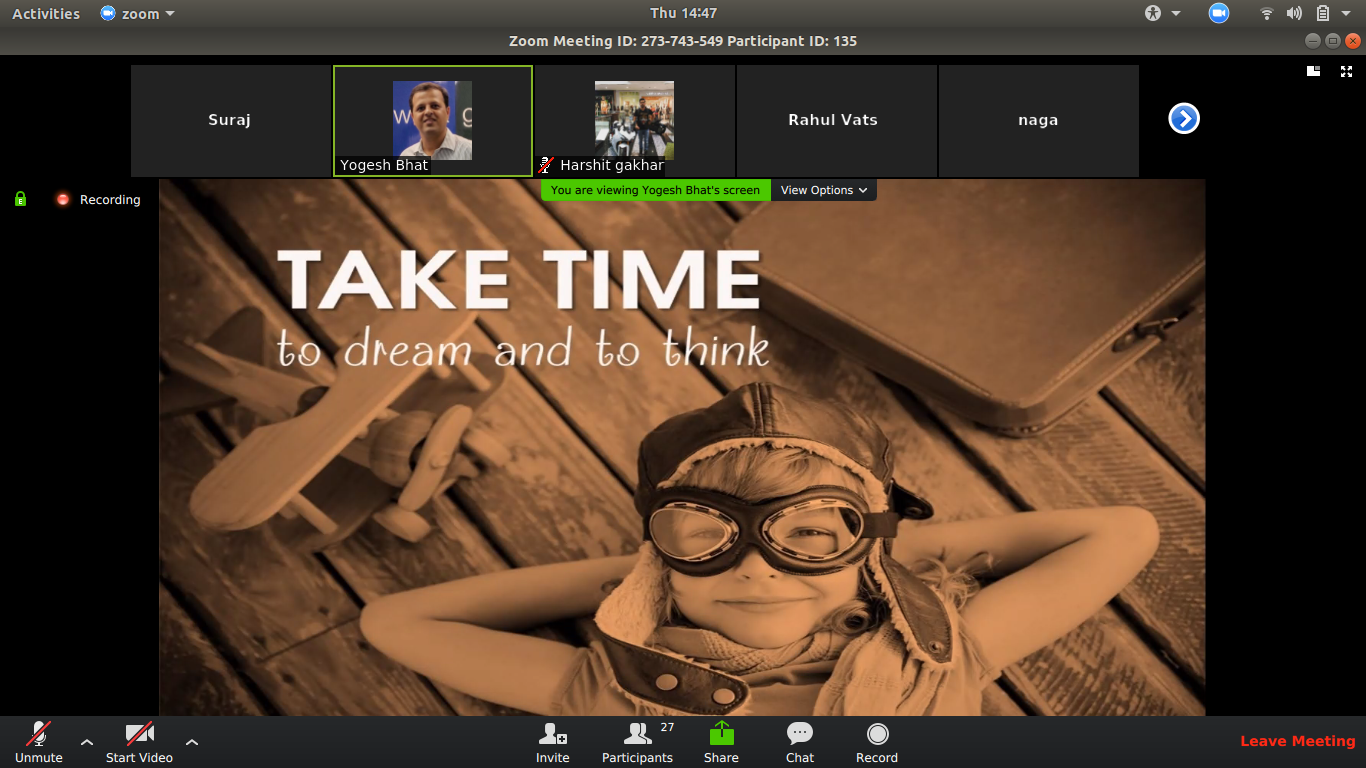 Activities zoom Thu 14:47
Zoom Meeting ID: 273-743-549 Participant ID: 135
Suraj
w g
Yogesh Bhat
Harshit gakhar
Rahul Vats
naga
You are viewing Yogesh Bhat's screen View Options
E Recording
TAKE TIME
to dream and to think
27
Unmute Start Video Invite Participants Share Chat Record
Leave Meeting